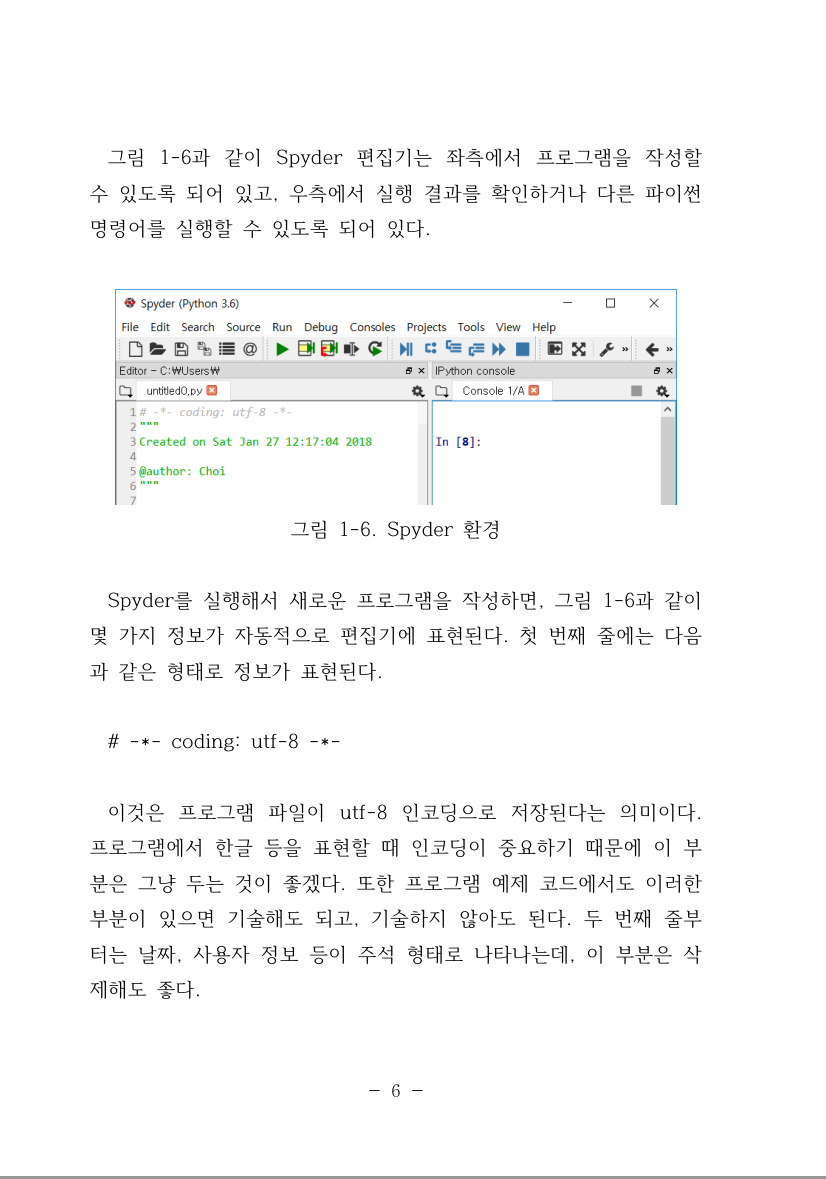 그림 1-6과 같이 Spyder 편집기는 좌측에서 프로그램을 작성할
수 있도록 되어 있고, 우측에서 실행 결과를 확인하거나 다른 파이썬
명령어를 실행할 수 있도록 되어 있다.
Spyder (Python 3.6)
File Edit Search Source Run Debug Consoles Projects Tools View Help
Editor - C:₩Users₩
IPython console
untitled0.py
Console 1/A
1 # -*- coding: utf-8 -*-
2 """
3 Created on Sat Jan 27 12:17:04 2018
4
5 @author: Choi
6 """
7
In [8]:
그림 1-6. Spyder 환경
Spyder를 실행해서 새로운 프로그램을 작성하면, 그림 1-6과 같이
몇 가지 정보가 자동적으로 편집기에 표현된다. 첫 번째 줄에는 다음
과 같은 형태로 정보가 표현된다.
# -*- coding: utf-8 -*-
이것은 프로그램 파일이 utf-8 인코딩으로 저장된다는 의미이다.
프로그램에서 한글 등을 표현할 때 인코딩이 중요하기 때문에 이 부
분은 그냥 두는 것이 좋겠다. 또한 프로그램 예제 코드에서도 이러한
부분이 있으면 기술해도 되고, 기술하지 않아도 된다. 두 번째 줄부
터는 날짜, 사용자 정보 등이 주석 형태로 나타나는데, 이 부분은 삭
제해도 좋다.
- 6 -